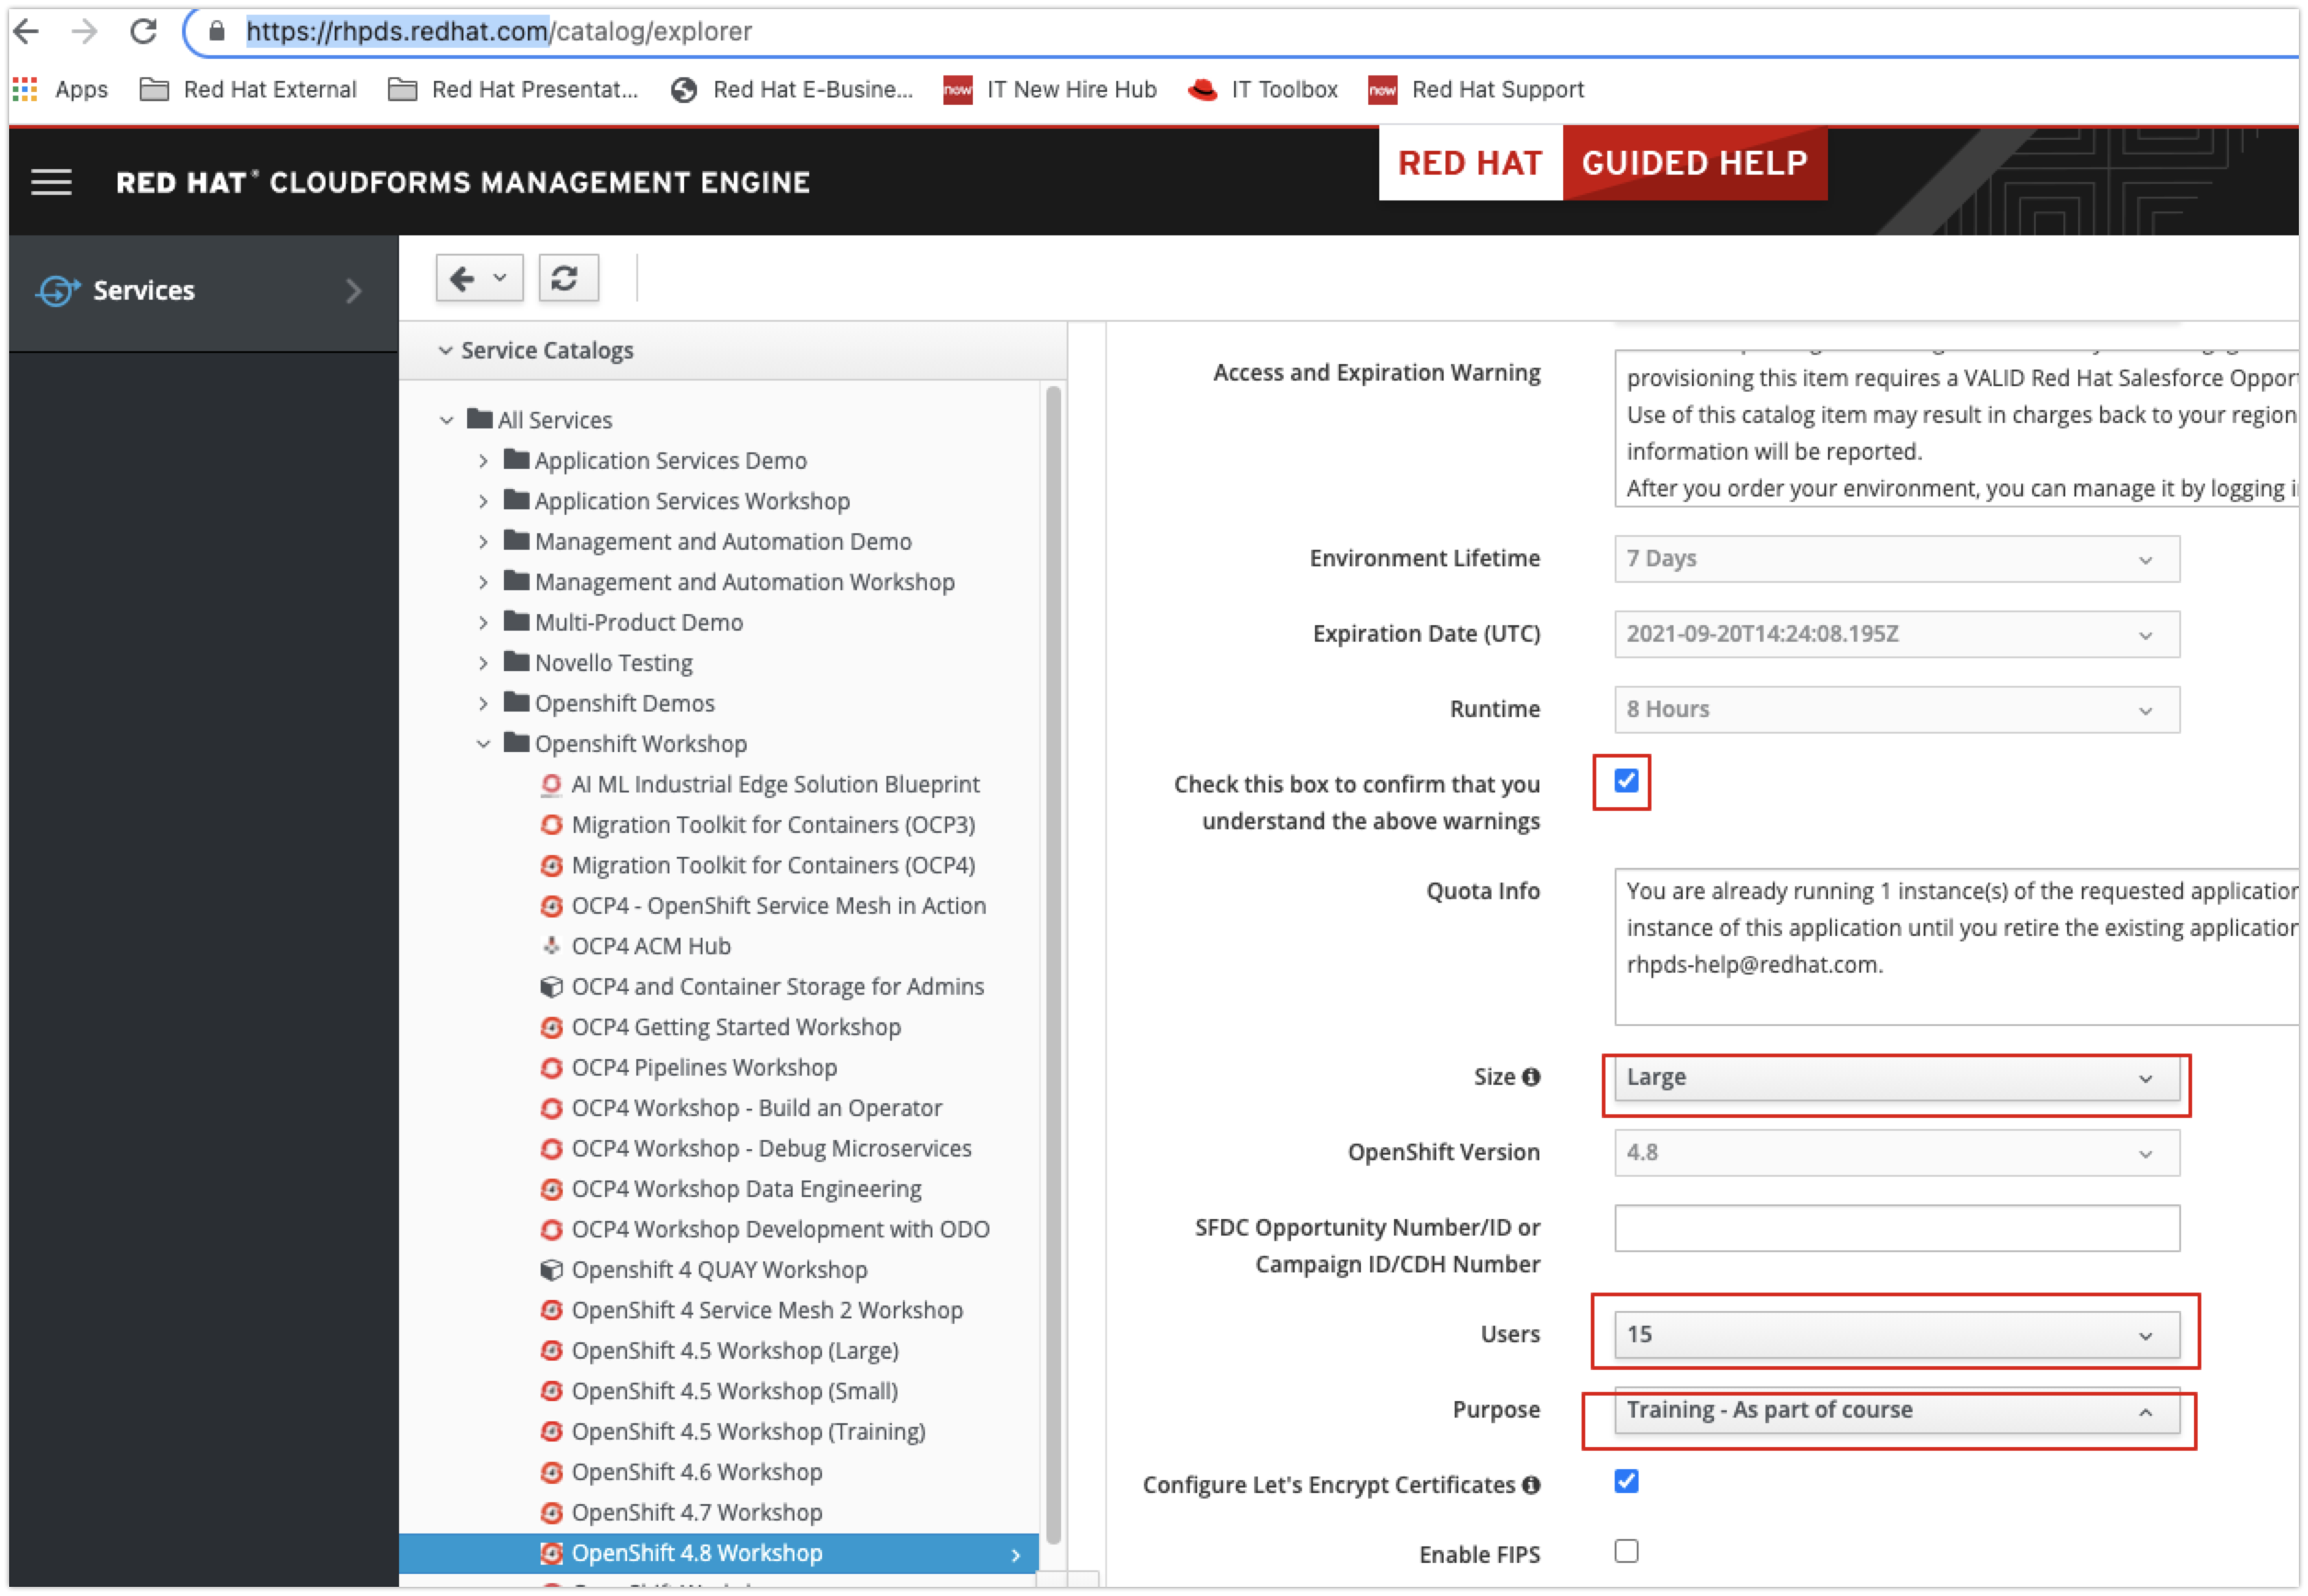 https://rhpds.redhat.com/catalog/explorer
Apps
Red Hat External
Red Hat Presentat...
Red Hat E-Busine...
now IT New Hire Hub
IT Toolbox
now Red Hat Support
RED HAT® CLOUDFORMS MANAGEMENT ENGINE
RED HAT GUIDED HELP
Services
Service Catalogs
All Services
Application Services Demo
Application Services Workshop
Management and Automation Demo
Management and Automation Workshop
Multi-Product Demo
Novello Testing
Openshift Demos
Openshift Workshop
AI ML Industrial Edge Solution Blueprint
Migration Toolkit for Containers (OCP3)
Migration Toolkit for Containers (OCP4)
OCP4 - OpenShift Service Mesh in Action
OCP4 ACM Hub
OCP4 and Container Storage for Admins
OCP4 Getting Started Workshop
OCP4 Pipelines Workshop
OCP4 Workshop - Build an Operator
OCP4 Workshop - Debug Microservices
OCP4 Workshop Data Engineering
OCP4 Workshop Development with ODO
Openshift 4 QUAY Workshop
OpenShift 4 Service Mesh 2 Workshop
OpenShift 4.5 Workshop (Large)
OpenShift 4.5 Workshop (Small)
OpenShift 4.5 Workshop (Training)
OpenShift 4.6 Workshop
OpenShift 4.7 Workshop
OpenShift 4.8 Workshop
Access and Expiration Warning
provisioning this item requires a VALID Red Hat Salesforce Oppor
Use of this catalog item may result in charges back to your region
information will be reported.
After you order your environment, you can manage it by logging i
Environment Lifetime
7 Days
Expiration Date (UTC)
2021-09-20T14:24:08.195Z
Runtime
8 Hours
Check this box to confirm that you
understand the above warnings
Quota Info
You are already running 1 instance(s) of the requested application
instance of this application until you retire the existing application
rhpds-help@redhat.com.
Size
Large
OpenShift Version
4.8
SFDC Opportunity Number/ID or
Campaign ID/CDH Number
Users
15
Purpose
Training - As part of course
Configure Let's Encrypt Certificates
Enable FIPS